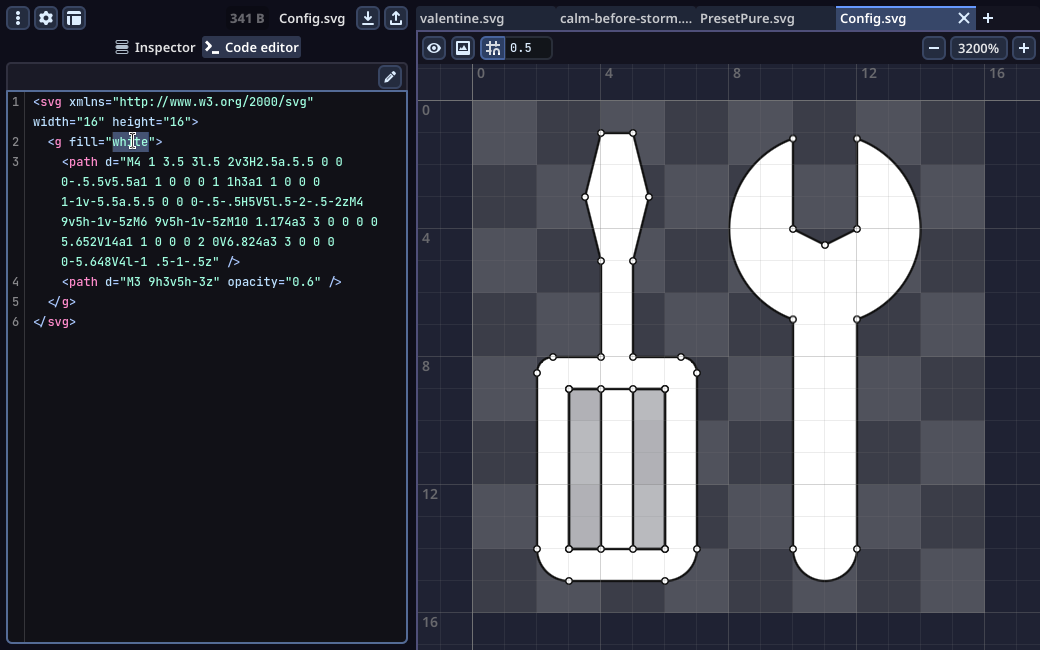 341 B Config.svg
valentine.svg calm-before-storm.... PresetPure.svg Config.svg
Inspector Code editor
0.5 3200%
1 <svg xmlns="http://www.w3.org/2000/svg"
width="16" height="16">
2 <g fill="white">
3 <path d="M4 1 3.5 3l.5 2v3H2.5a.5.5 0 0
0-.5.5v5.5a1 1 0 0 0 1 1h3a1 1 0 0 0
1-1v-5.5a.5.5 0 0 0-.5-.5H5V5l.5-2-.5-2zM4
9v5h-1v-5zM6 9v5h-1v-5zM10 1.174a3 3 0 0 0 0
5.652V14a1 1 0 0 0 2 0V6.824a3 3 0 0 0
0-5.648V4l-1 .5-1-.5z" />
4 <path d="M3 9h3v5h-3z" opacity="0.6" />
5 </g>
6 </svg>
0 4 8 12 16
0
4
8
12
16